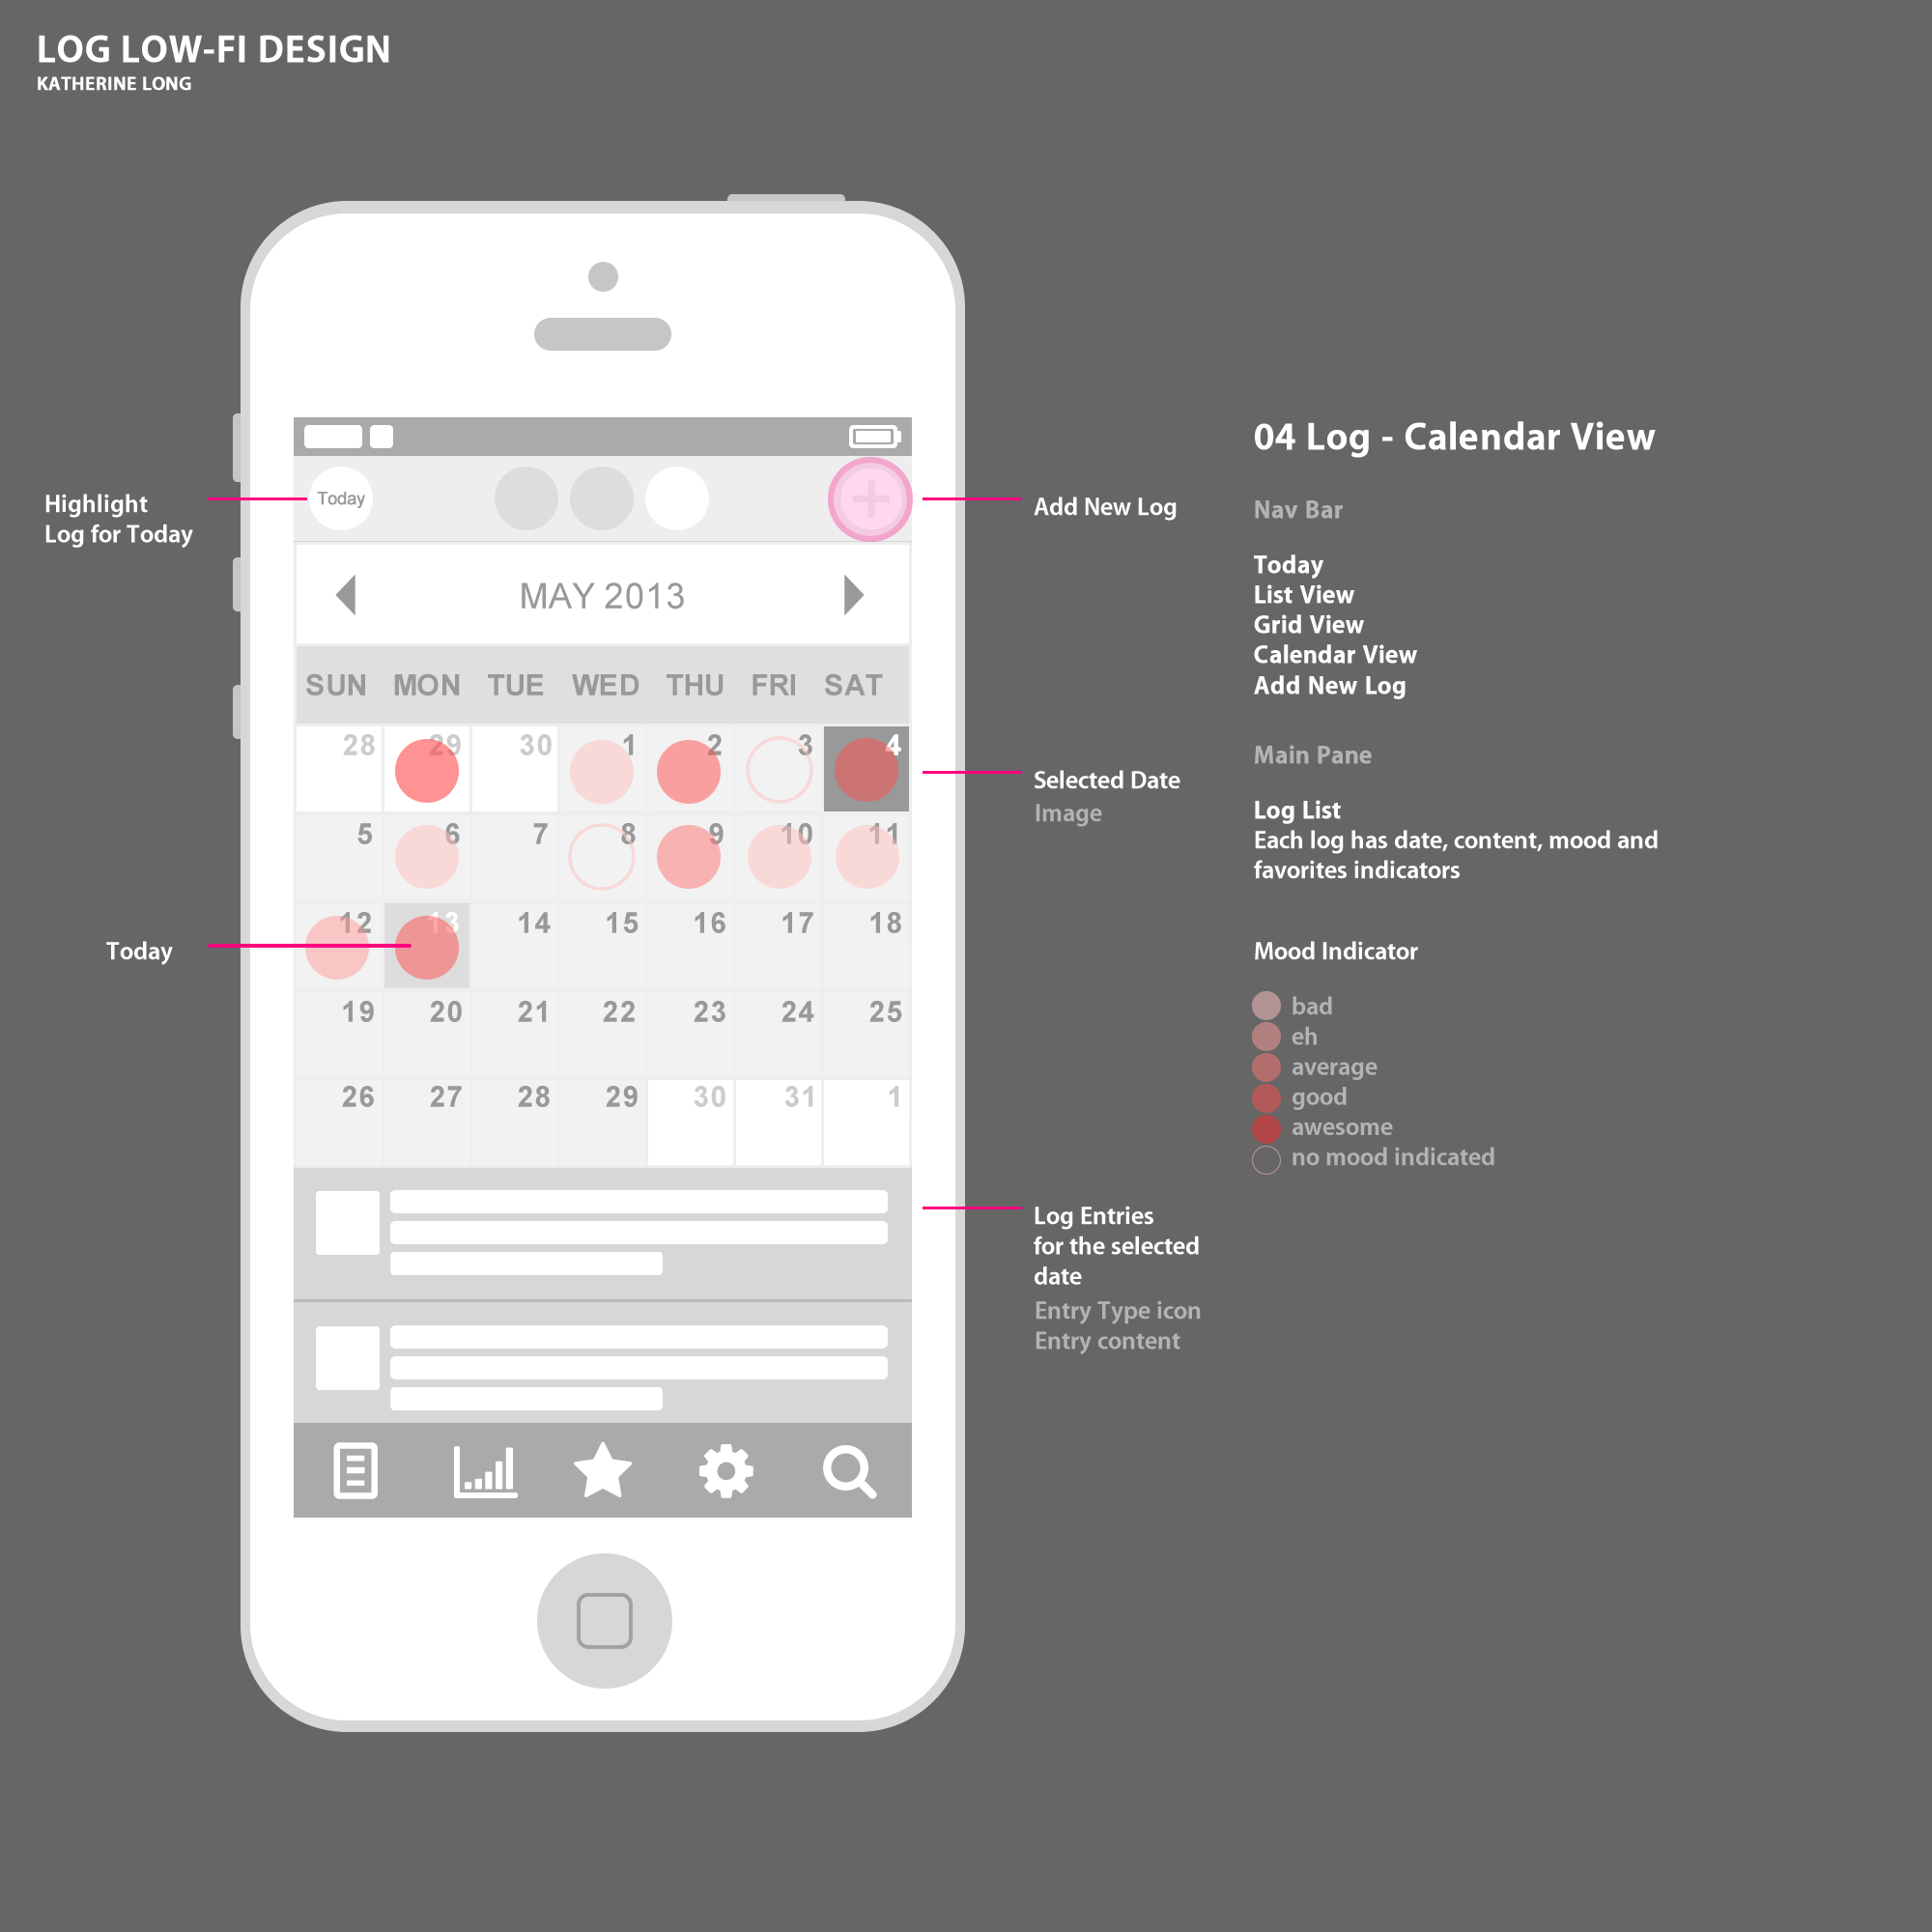 LOG LOW-FI DESIGN
KATHERINE LONG
Highlight
Log for Today
Today
Today
Add New Log
MAY 2013
SUN MON TUE WED THU FRI SAT
28 29 30 1 2 3 4
5 6 7 8 9 10 11
12 13 14 15 16 17 18
19 20 21 22 23 24 25
26 27 28 29 30 31 1
Selected Date
Image
Log Entries
for the selected
date
Entry Type icon
Entry content
04 Log - Calendar View
Nav Bar
Today
List View
Grid View
Calendar View
Add New Log
Main Pane
Log List
Each log has date, content, mood and
favorites indicators
Mood Indicator
bad
eh
average
good
awesome
no mood indicated